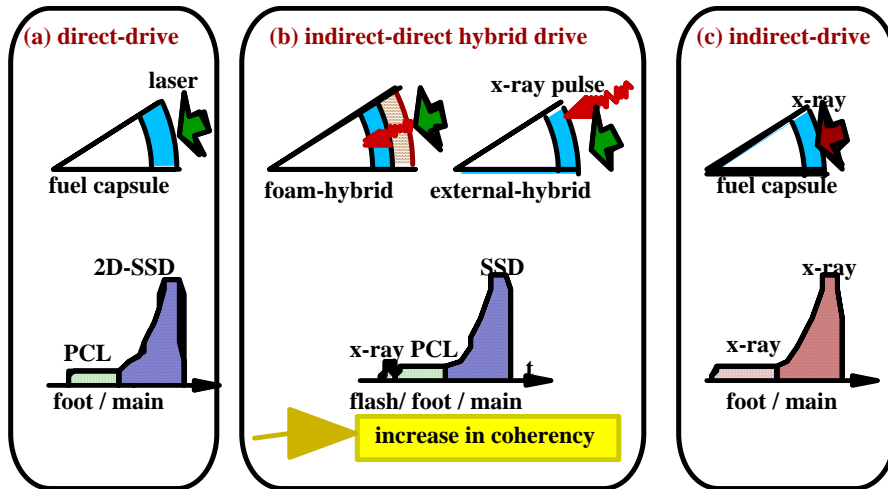 (a) direct-drive
laser
fuel capsule
2D-SSD
PCL
foot / main
(b) indirect-direct hybrid drive
x-ray pulse
foam-hybrid
external-hybrid
SSD
x-ray PCL
t
flash/ foot / main
increase in coherency
(c) indirect-drive
x-ray
fuel capsule
x-ray
x-ray
foot / main